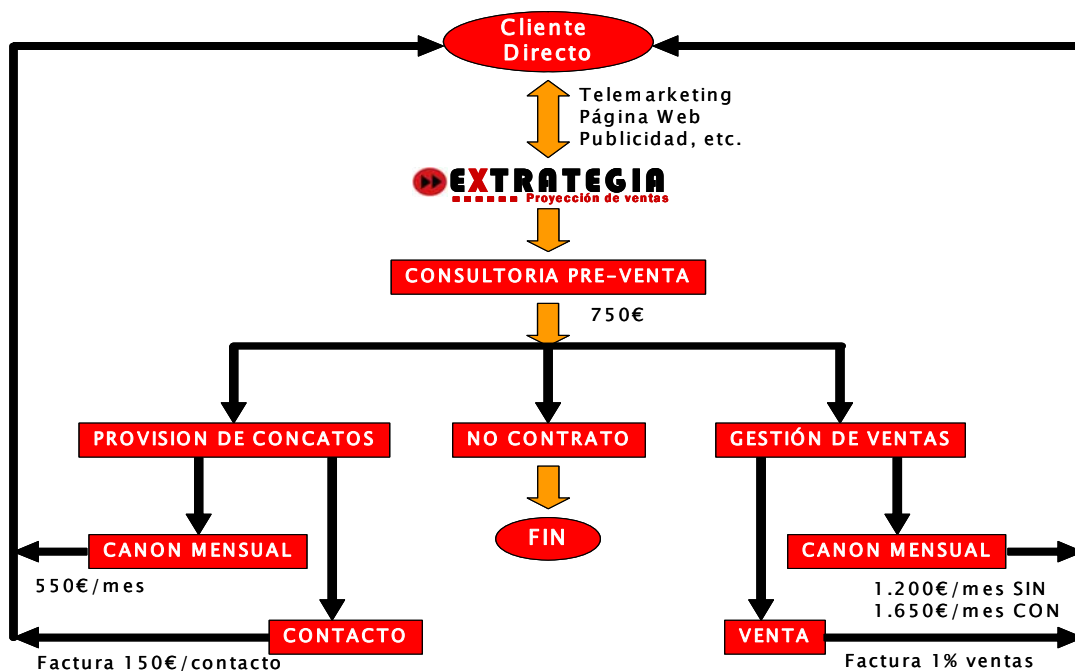 Cliente
Directo
Telemarketing
Página Web
Publicidad, etc.
EXTRATEGIA
Proyección de ventas
CONSULTORIA PRE-VENTA
750€
PROVISION DE CONCATOS
NO CONTRATO
GESTIÓN DE VENTAS
CANON MENSUAL
550€/mes
FIN
CANON MENSUAL
1.200€/mes SIN
1.650€/mes CON
CONTACTO
Factura 150€/contacto
VENTA
Factura 1% ventas